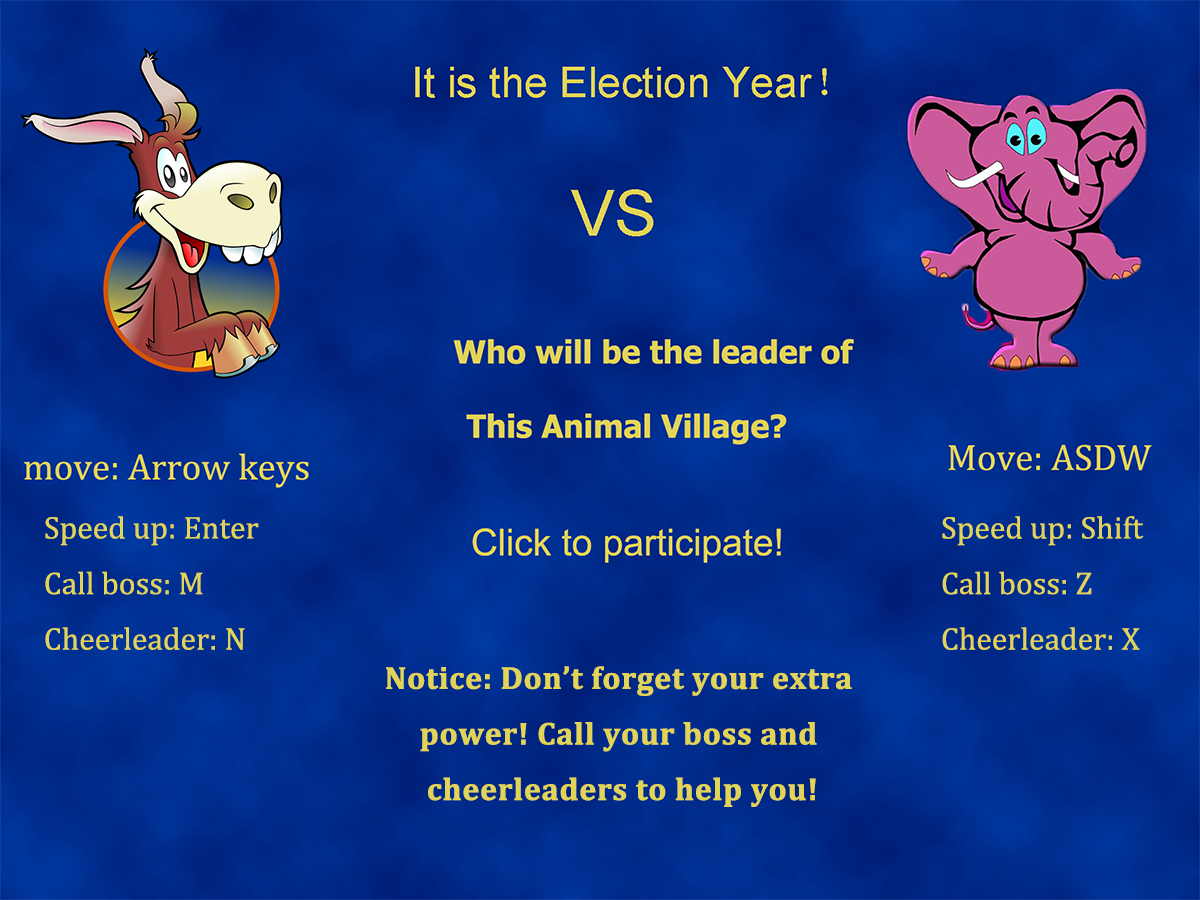 It is the Election Year!
VS
Who will be the leader of
This Animal Village?
move: Arrow keys
Speed up: Enter
Call boss: M
Cheerleader: N
Click to participate!
Move: ASDW
Speed up: Shift
Call boss: Z
Cheerleader: X
Notice: Don’t forget your extra
power! Call your boss and
cheerleaders to help you!